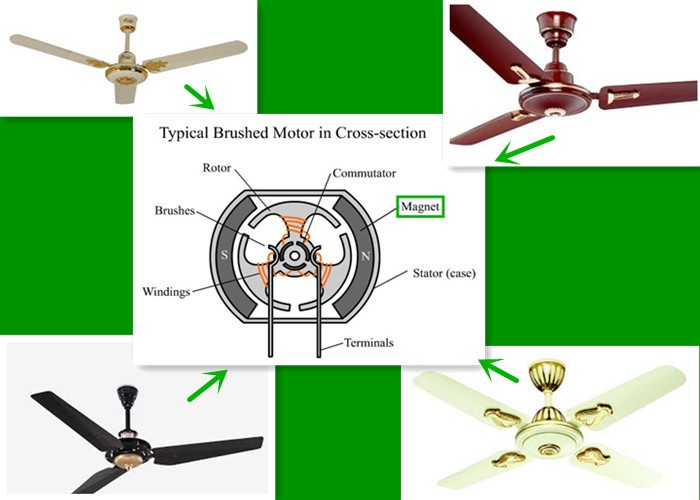 Typical Brushed Motor in Cross-section
Rotor
Commutator
Brushes
Magnet
S
N
Stator (case)
Windings
Terminals